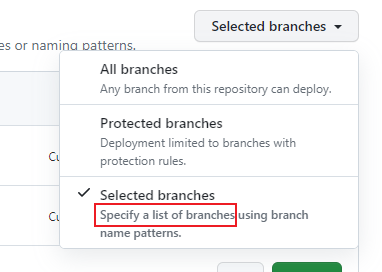 Selected branches
es or naming patterns.
All branches
Any branch from this repository can deploy.
Protected branches
Deployment limited to branches with
protection rules.
Cu
Selected branches
Specify a list of branches using branch
name patterns.
Cu